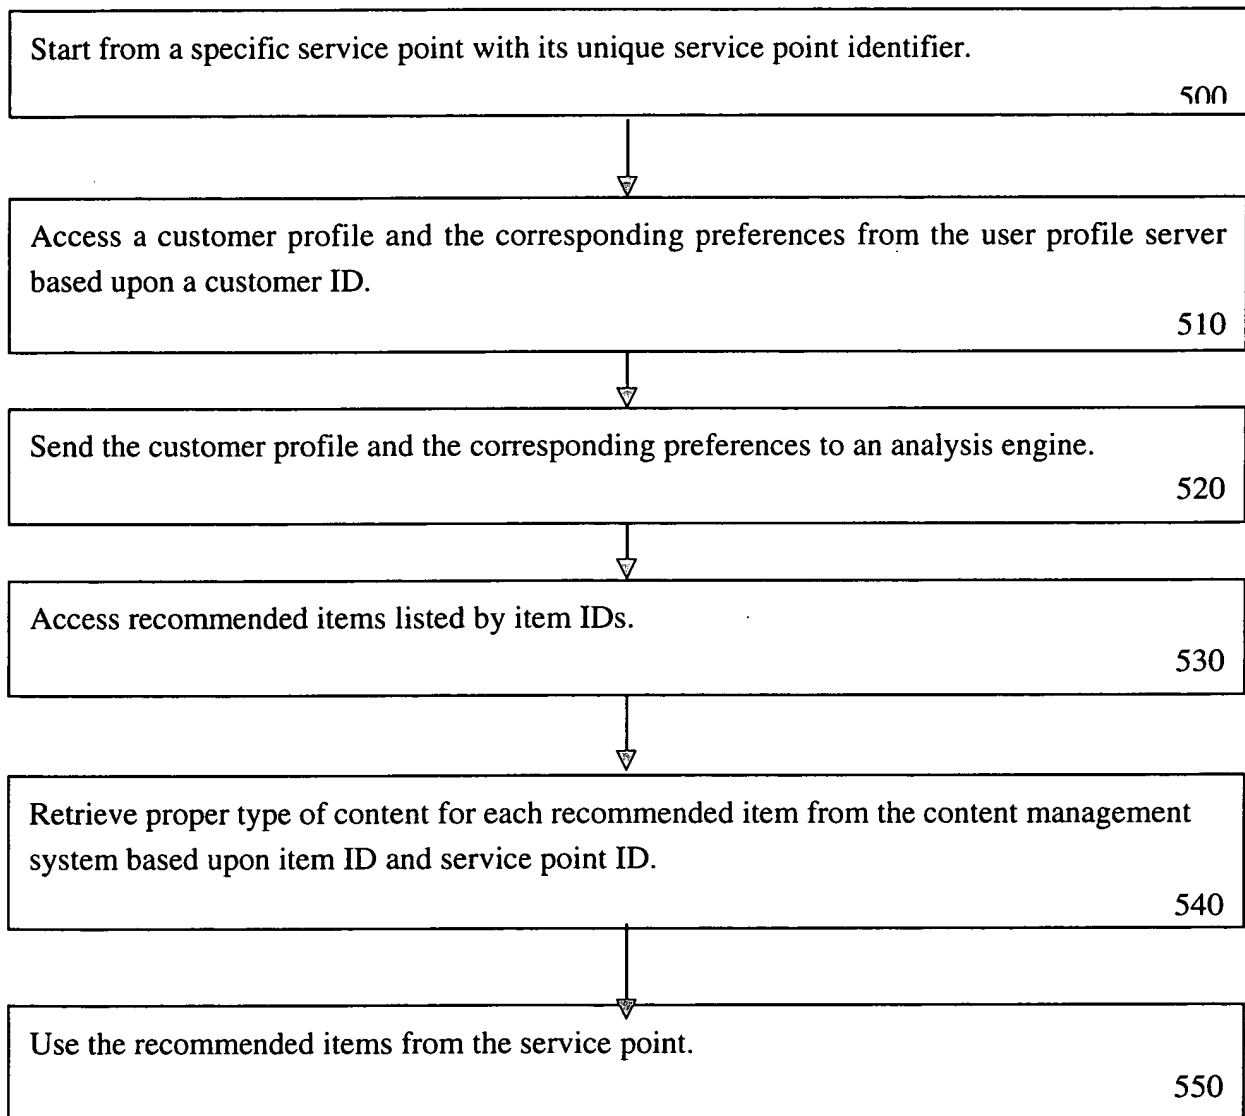 Start from a specific service point with its unique service point identifier.
500
Access a customer profile and the corresponding preferences from the user profile server
based upon a customer ID.
510
Send the customer profile and the corresponding preferences to an analysis engine.
520
Access recommended items listed by item IDs.
530
Retrieve proper type of content for each recommended item from the content management
system based upon item ID and service point ID.
540
Use the recommended items from the service point.
550